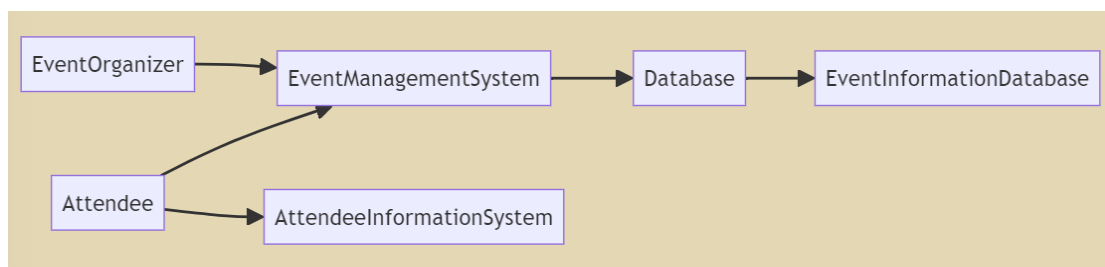 EventOrganizer
EventManagementSystem
Database
EventInformationDatabase
Attendee
AttendeeInformationSystem